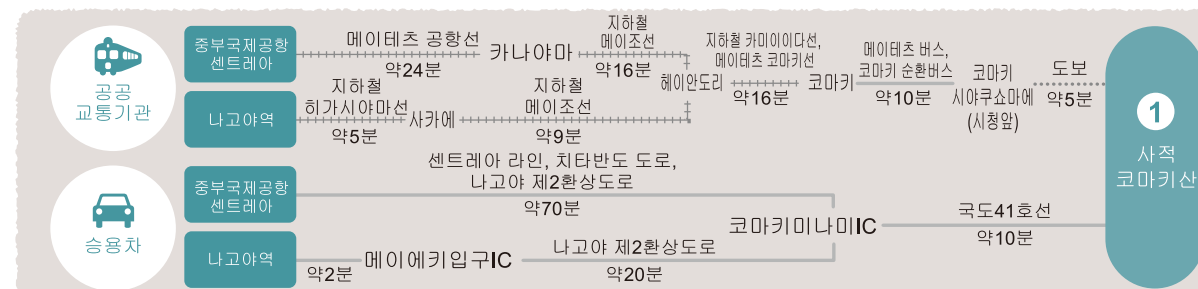 공공
교통기관
중부국제공항
센트레아
메이테츠 공항선
약24분
카나야마
지하철
메이조선
약16분
나고야역
지하철
히가시야마선
약5분
사카에
지하철
메이조선
약9분
헤이안도리
지하철 카미이이다선,
메이테츠 코마키선
약16분
코마키
메이테츠 버스,
코마키 순환버스
약10분
코마키
시야쿠쇼마에
(시청앞)
도보
약5분
1
사적
코마키산
승용차
중부국제공항
센트레아
센트레아 라인, 치타반도 도로,
나고야 제2환상도로
약70분
나고야역
약2분
메이에키입구IC
나고야 제2환상도로
약20분
코마키미나미IC
국도41호선
약10분